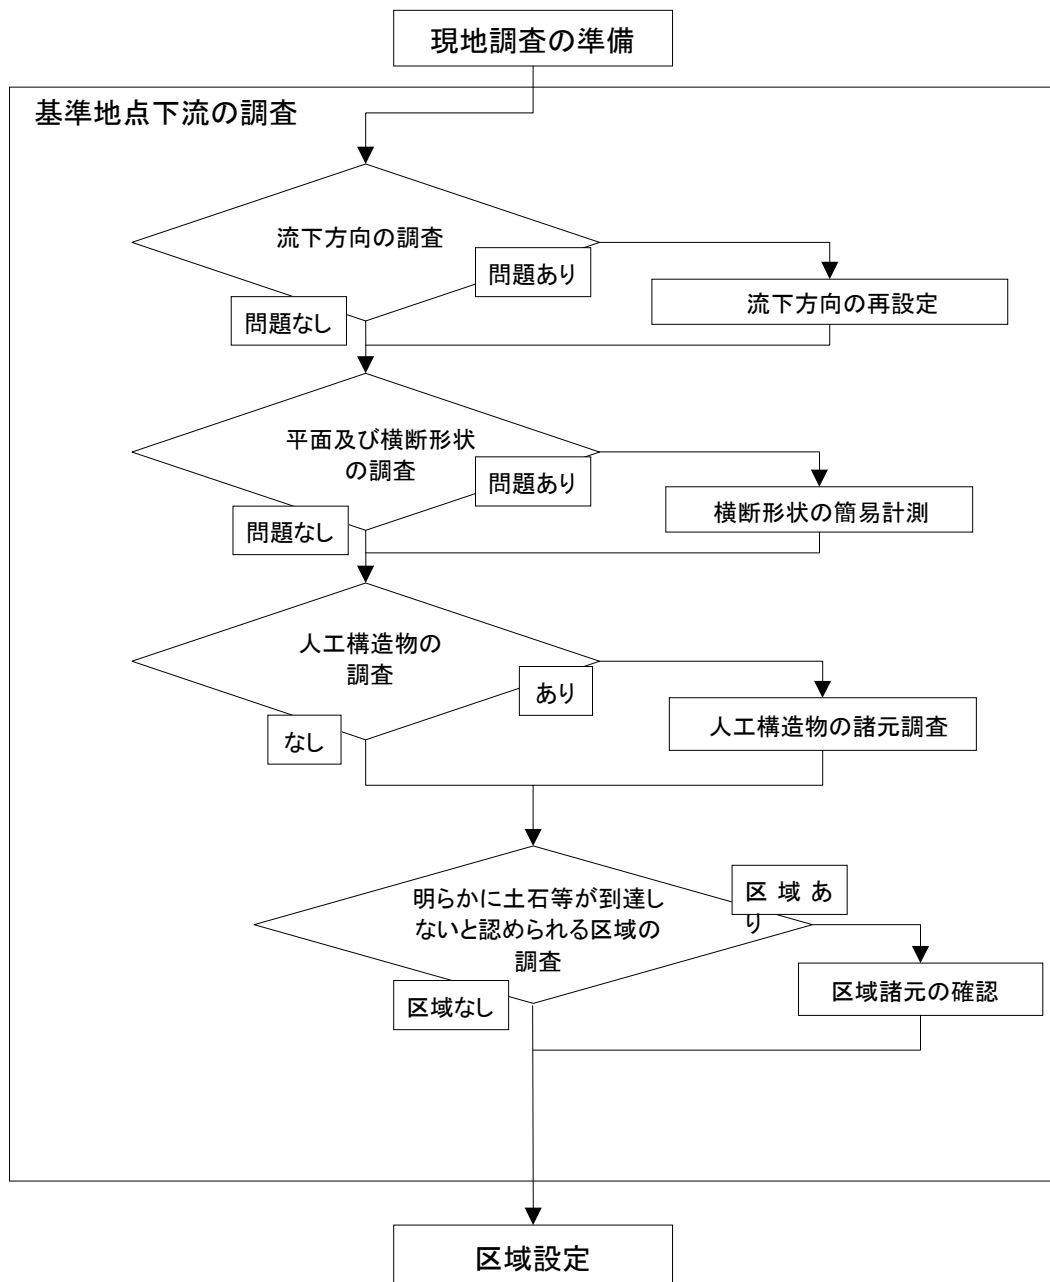 現地調査の準備
基準地点下流の調査
流下方向の調査
問題あり
問題なし
流下方向の再設定
平面及び横断形状
の調査
問題あり
問題なし
横断形状の簡易計測
人工構造物の
調査
あり
なし
人工構造物の諸元調査
明らかに土石等が到達し
ないと認められる区域の
調査
区 域 あ
り
区域なし
区域諸元の確認
区域設定